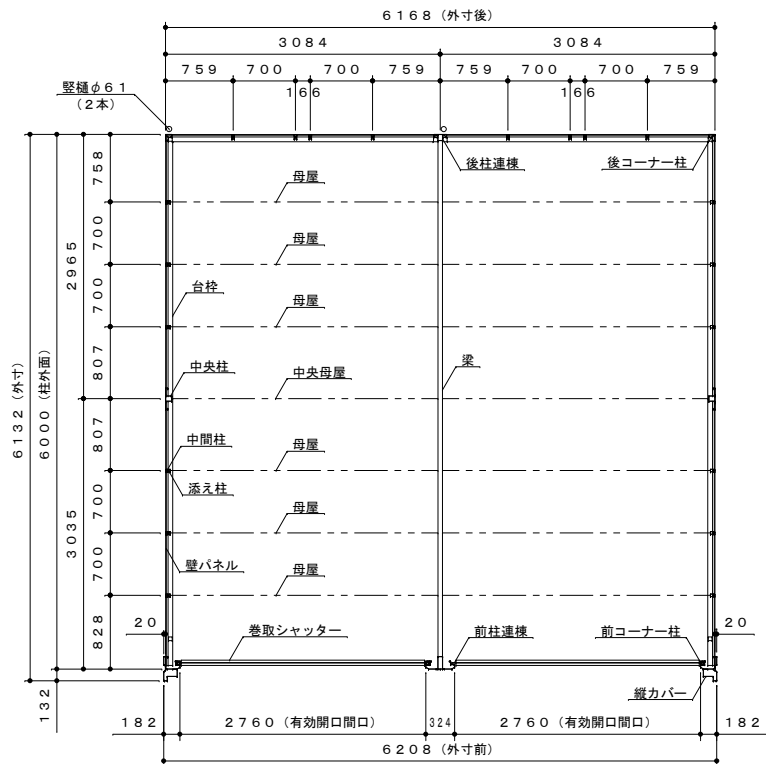 6168(外寸後)
3084 3084
759 700 700 759 759 700 700 759
166 166
竪樋φ61
(2本)
後柱連棟 後コーナー柱
758
母屋
700
母屋
2965
700
台枠 母屋
807
梁
中央柱 中央母屋
6132(外寸)
6000(柱外面)
807
中間柱 母屋
添え柱
700
母屋
3035
壁パネル
700
母屋
828
20 巻取シャッター 前柱連棟 前コーナー柱 20
縦カバー
132
182 2760(有効開口間口) 324 2760(有効開口間口) 182
6208(外寸前)